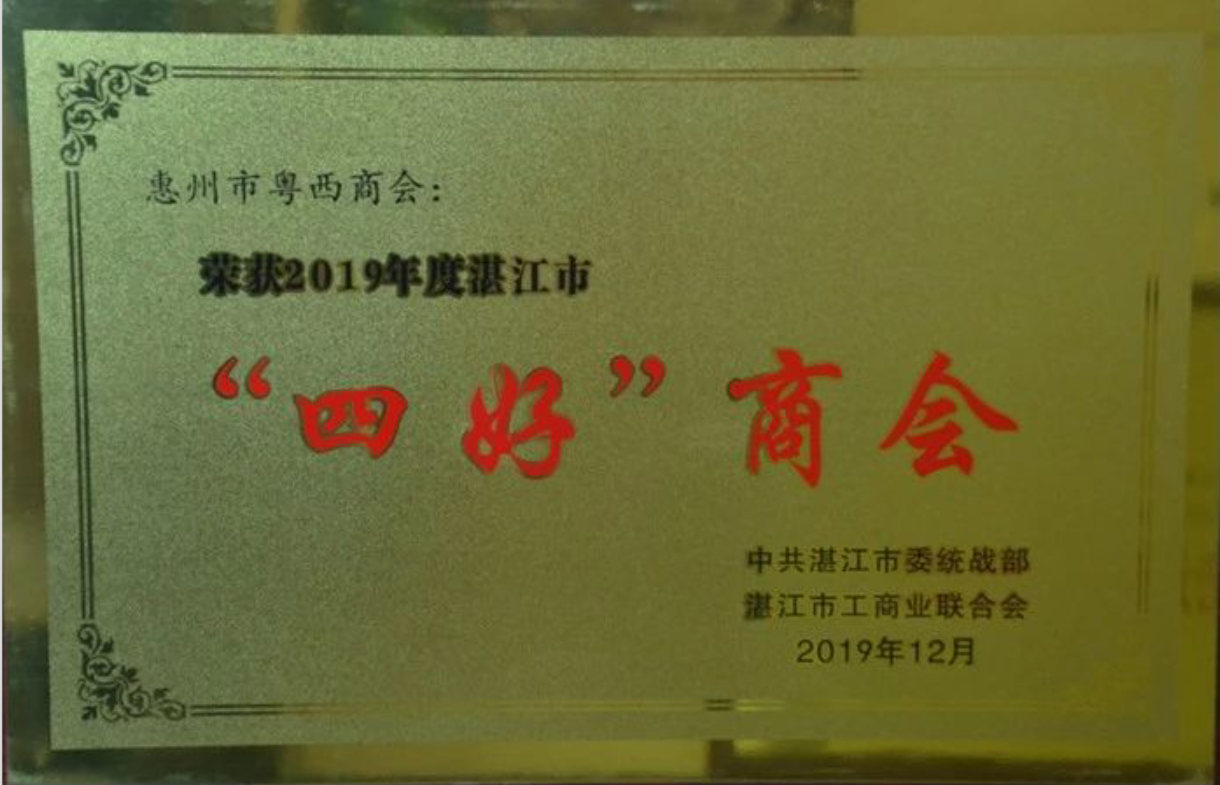 惠州市粤西商会：
荣获2019年度湛江市
“四好”商会
中共湛江市委统战部
湛江市工商业联合会
2019年12月